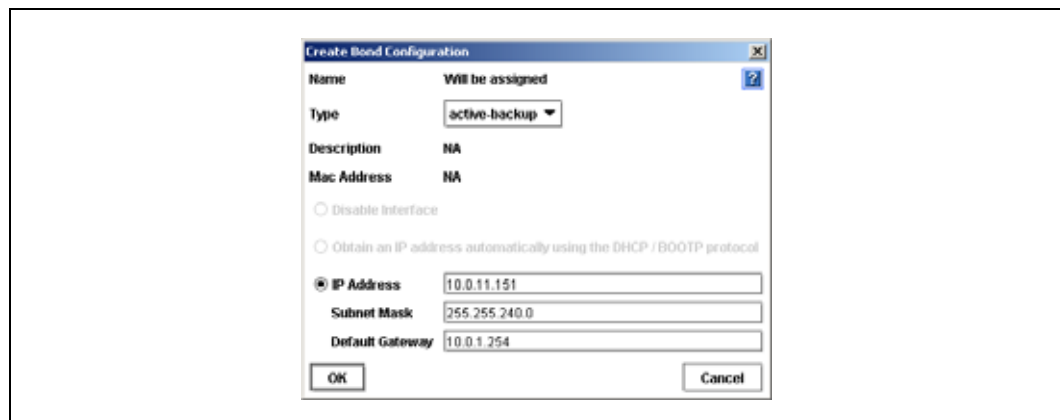 Create Bond Configuration
Name Will be assigned
Type active-backup
Description NA
Mac Address NA
Disable Interface
Obtain an IP address automatically using the DHCP / BOOTP protocol
IP Address 10.0.11.151
Subnet Mask 255.255.240.0
Default Gateway 10.0.1.254
OK Cancel